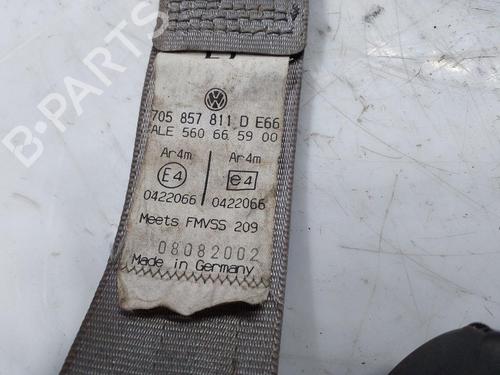 705 857 811 D E66
ALE 560 66 59 00
Ar4m
Ar4m
E4
e4
0422066
0422066
Meets FMVSS 209
08082002
Made in Germany